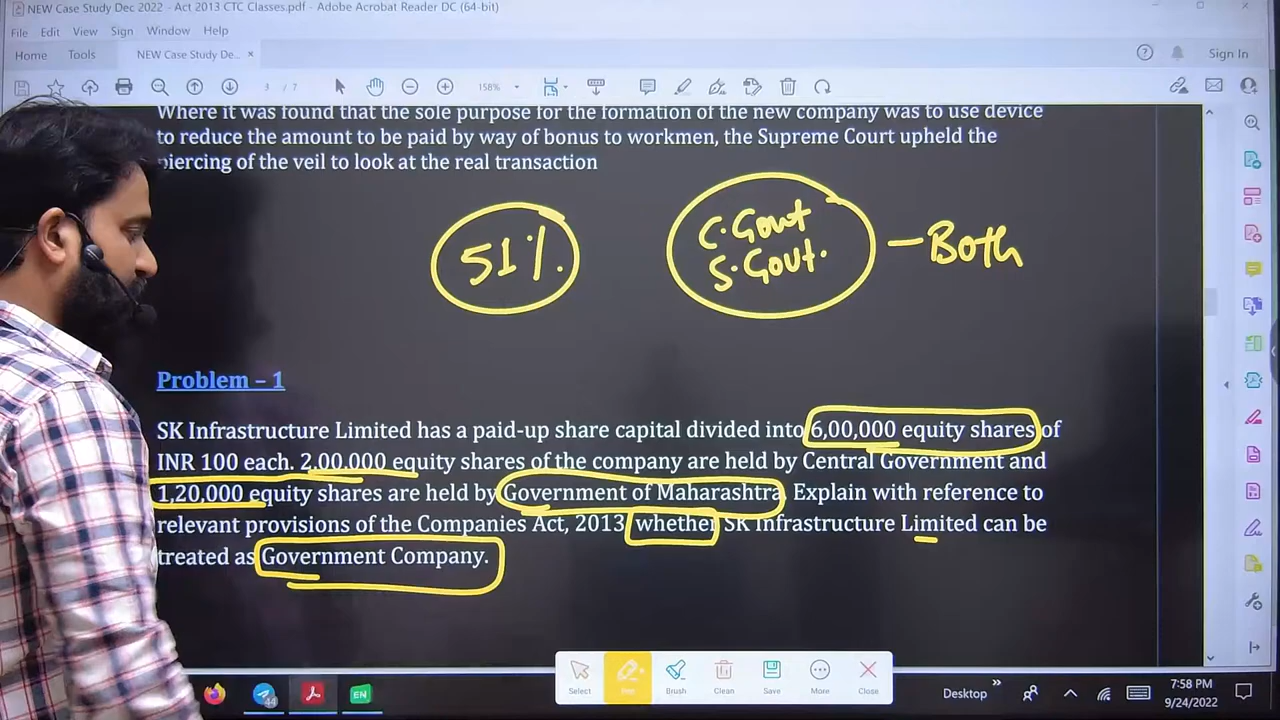 NEW Case Study Dec 2022 - Act 2013 CTC Classes.pdf - Adobe Acrobat Reader DC (64-bit)
File Edit View Sign Window Help
Home Tools NEW Case Study De... × Sign In
3 / 7 158%
Where it was found that the sole purpose for the formation of the new company was to use device
to reduce the amount to be paid by way of bonus to workmen, the Supreme Court upheld the
piercing of the veil to look at the real transaction
51%. C.Govt
S.Govt. – Both
Problem – 1
SK Infrastructure Limited has a paid-up share capital divided into 6,00,000 equity shares of
INR 100 each. 2,00,000 equity shares of the company are held by Central Government and
1,20,000 equity shares are held by Government of Maharashtra. Explain with reference to
relevant provisions of the Companies Act, 2013, whether SK Infrastructure Limited can be
treated as Government Company.
Select Pen Brush Clean Save More Close
44 EN Desktop 7:58 PM
9/24/2022